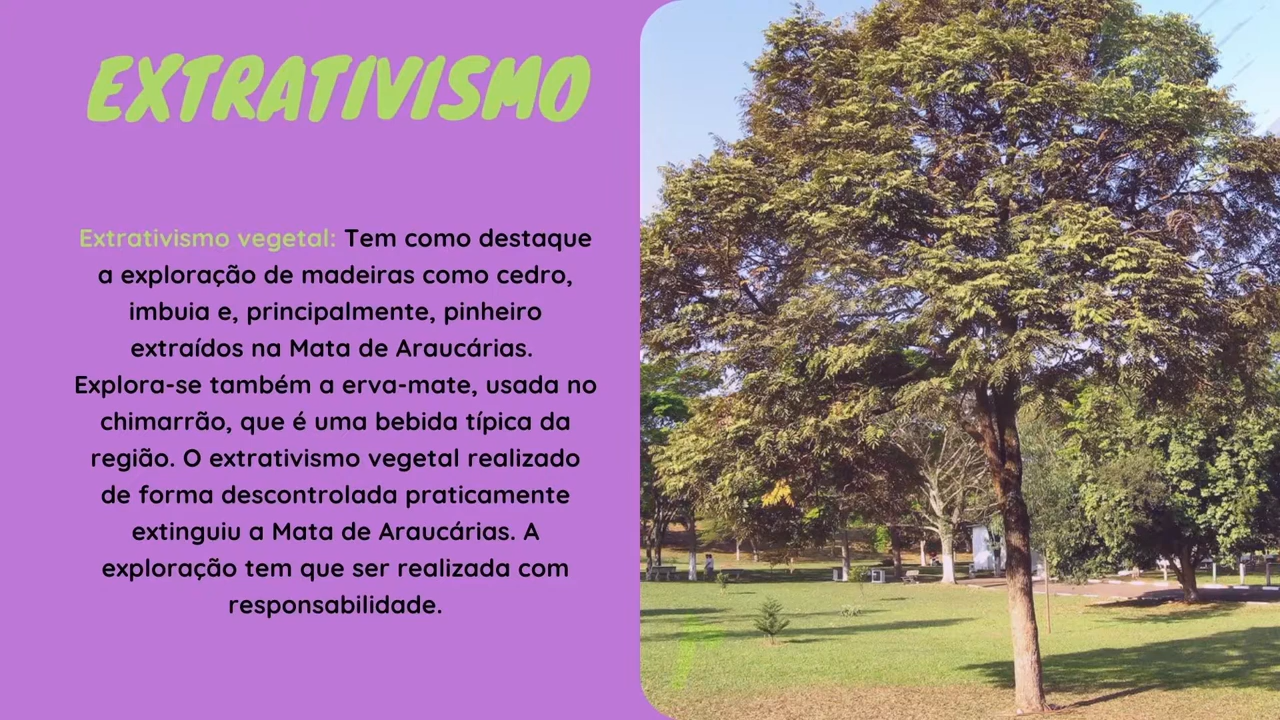 EXTRATIVISMO
Extrativismo vegetal: Tem como destaque
a exploração de madeiras como cedro,
imbuia e, principalmente, pinheiro
extraídos na Mata de Araucárias.
Explora-se também a erva-mate, usada no
chimarrão, que é uma bebida típica da
região. O extrativismo vegetal realizado
de forma descontrolada praticamente
extinguiu a Mata de Araucárias. A
exploração tem que ser realizada com
responsabilidade.